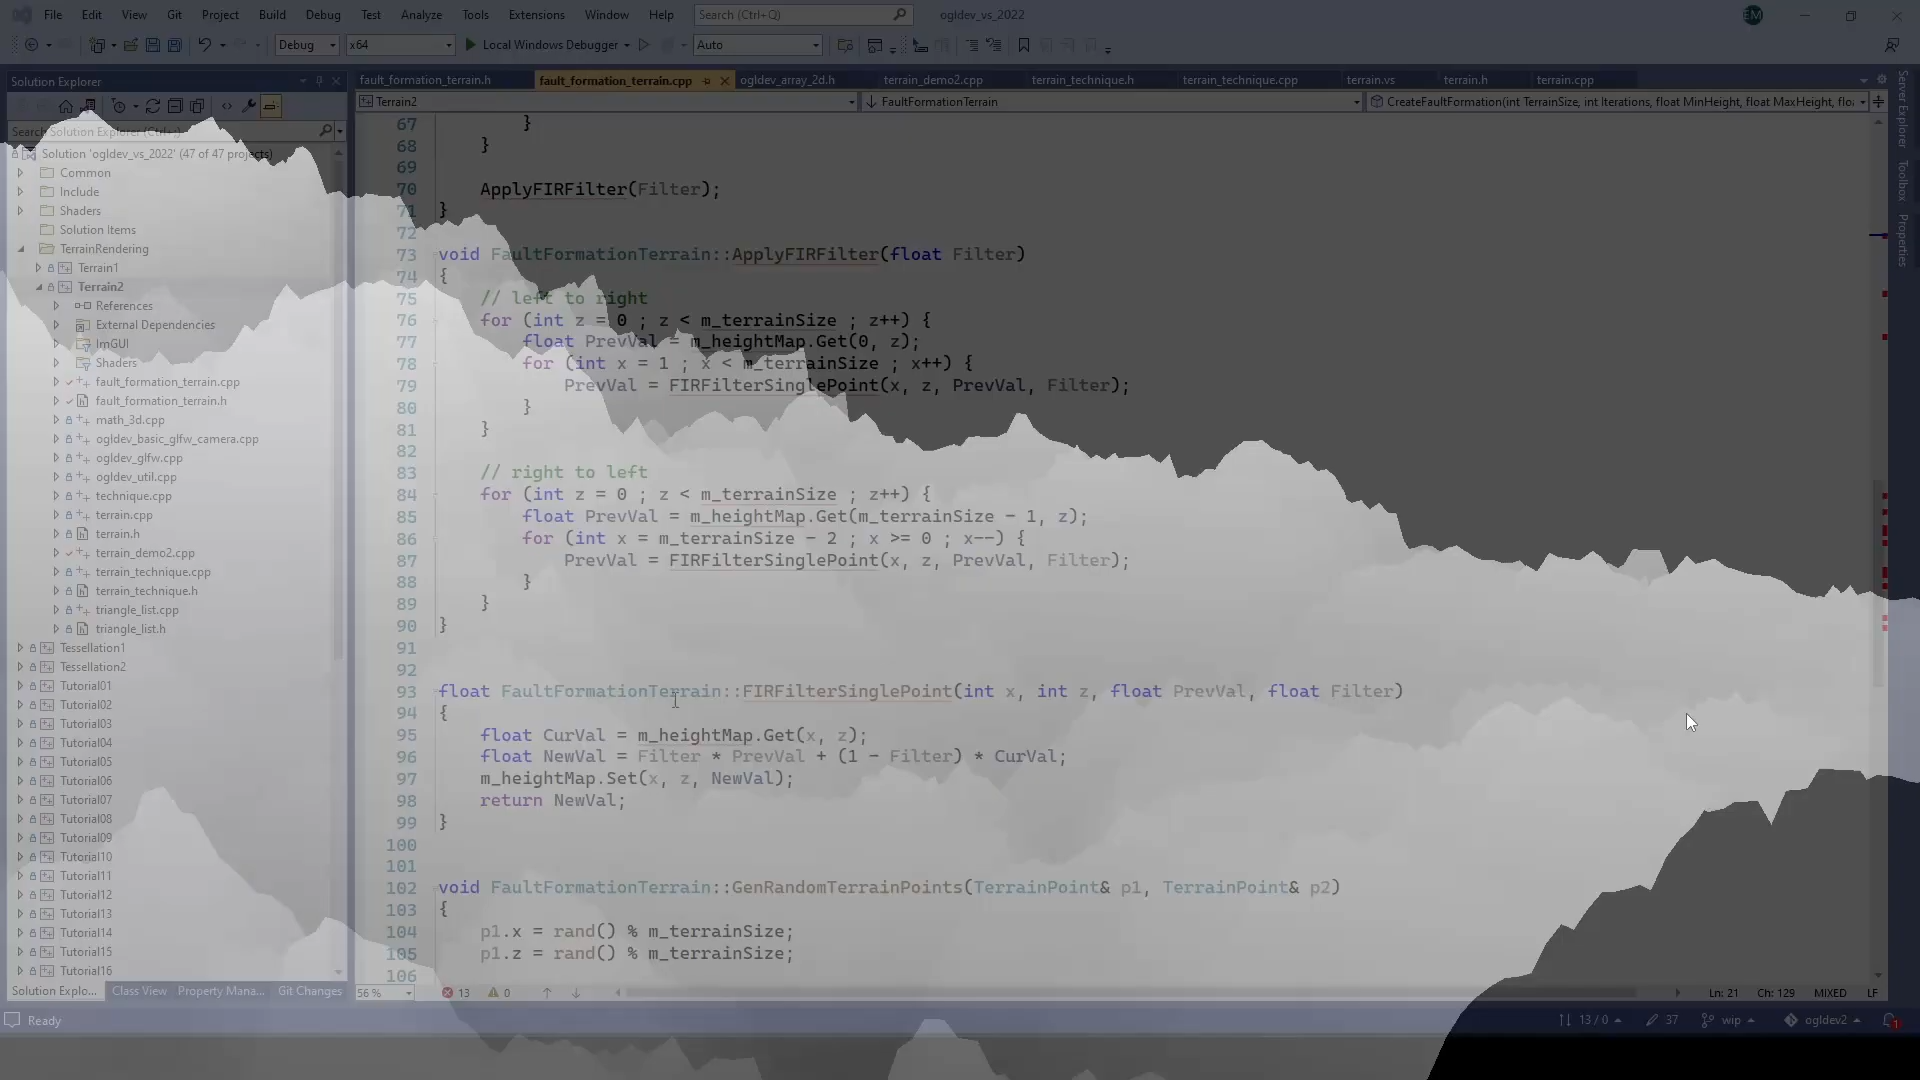 File Edit View Git Project Build Debug Test Analyze Tools Extensions Window Help Search (Ctrl+Q) ogldev_vs_2022 EM
Debug x64 Local Windows Debugger Auto
Solution Explorer
Search Solution Explorer (Ctrl+;)
Solution 'ogldev_vs_2022' (47 of 47 projects)
Common
Include
Shaders
Solution Items
TerrainRendering
Terrain1
Terrain2
References
External Dependencies
ImGUI
Shaders
fault_formation_terrain.cpp
fault_formation_terrain.h
math_3d.cpp
ogldev_basic_glfw_camera.cpp
ogldev_glfw.cpp
ogldev_util.cpp
technique.cpp
terrain.cpp
terrain.h
terrain_demo2.cpp
terrain_technique.cpp
terrain_technique.h
triangle_list.cpp
triangle_list.h
Tessellation1
Tessellation2
Tutorial01
Tutorial02
Tutorial03
Tutorial04
Tutorial05
Tutorial06
Tutorial07
Tutorial08
Tutorial09
Tutorial10
Tutorial11
Tutorial12
Tutorial13
Tutorial14
Tutorial15
Tutorial16
Solution Explo... Class View Property Mana... Git Changes
fault_formation_terrain.h fault_formation_terrain.cpp ogldev_array_2d.h terrain_demo2.cpp terrain_technique.h terrain_technique.cpp terrain.vs terrain.h terrain.cpp
Terrain2 FaultFormationTerrain CreateFaultFormation(int TerrainSize, int Iterations, float MinHeight, float MaxHeight, flo
67 }
68 }
69
70 ApplyFIRFilter(Filter);
71 }
72
73 void FaultFormationTerrain::ApplyFIRFilter(float Filter)
74 {
75 // left to right
76 for (int z = 0 ; z < m_terrainSize ; z++) {
77 float PrevVal = m_heightMap.Get(0, z);
78 for (int x = 1 ; x < m_terrainSize ; x++) {
79 PrevVal = FIRFilterSinglePoint(x, z, PrevVal, Filter);
80 }
81 }
82
83 // right to left
84 for (int z = 0 ; z < m_terrainSize ; z++) {
85 float PrevVal = m_heightMap.Get(m_terrainSize - 1, z);
86 for (int x = m_terrainSize - 2 ; x >= 0 ; x--) {
87 PrevVal = FIRFilterSinglePoint(x, z, PrevVal, Filter);
88 }
89 }
90 }
91
92
93 float FaultFormationTerrain::FIRFilterSinglePoint(int x, int z, float PrevVal, float Filter)
94 {
95 float CurVal = m_heightMap.Get(x, z);
96 float NewVal = Filter * PrevVal + (1 - Filter) * CurVal;
97 m_heightMap.Set(x, z, NewVal);
98 return NewVal;
99 }
100
101
102 void FaultFormationTerrain::GenRandomTerrainPoints(TerrainPoint& p1, TerrainPoint& p2)
103 {
104 p1.x = rand() % m_terrainSize;
105 p1.z = rand() % m_terrainSize;
106
56 % 13 0 Ln: 21 Ch: 129 MIXED LF
Server Explorer
Toolbox
Properties
Ready 13 / 0 37 wip ogldev2 1